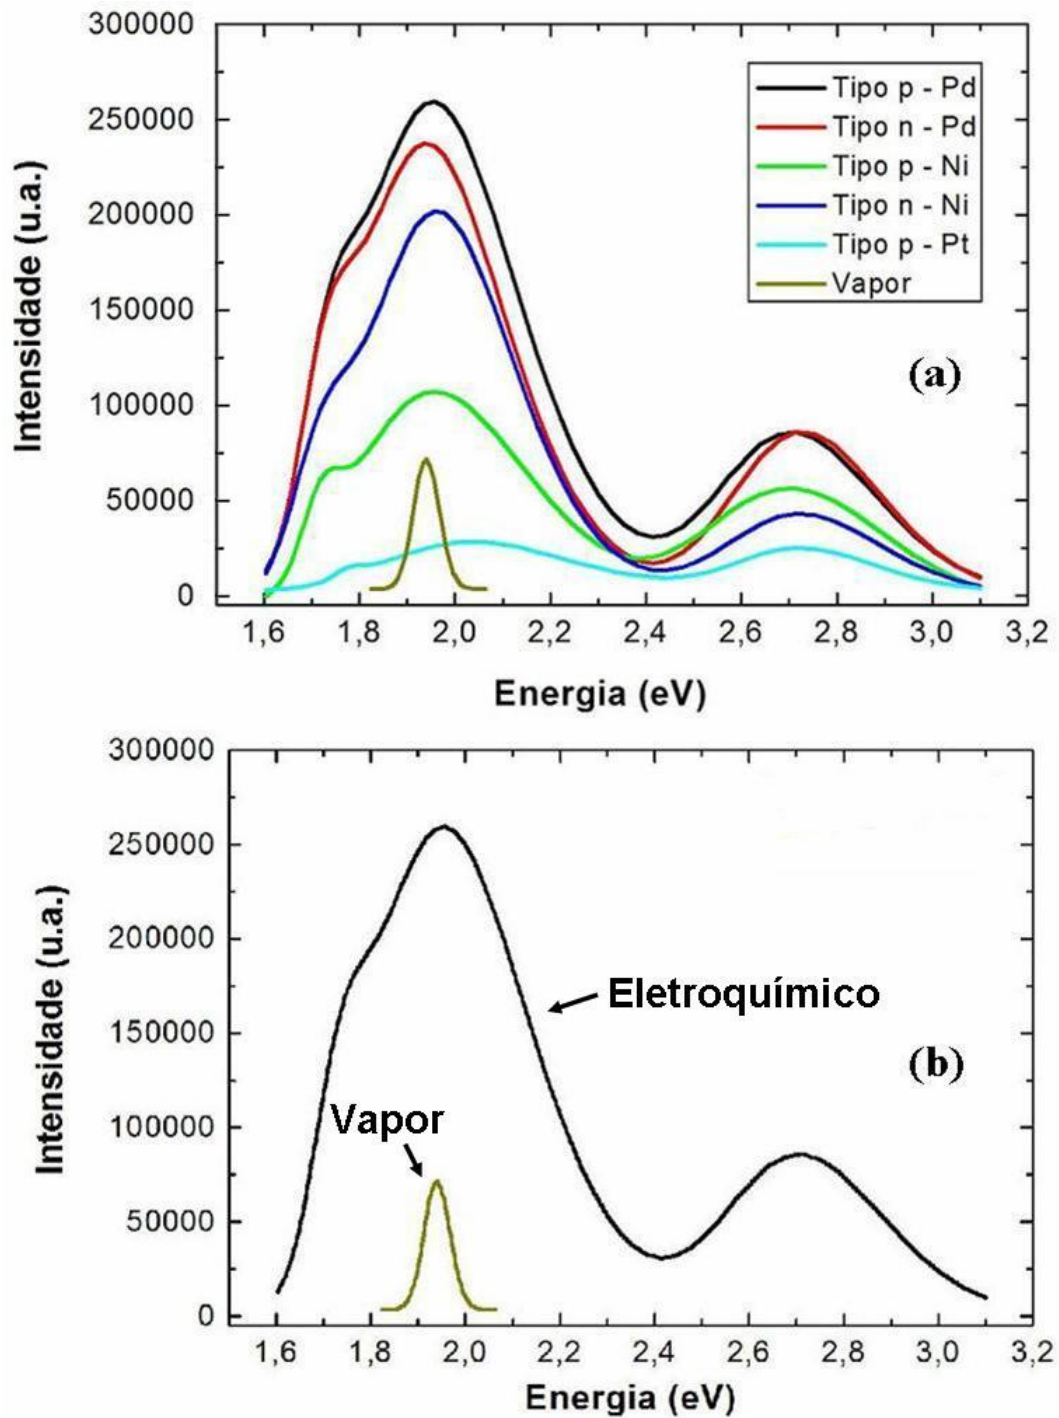 300000
250000
200000
150000
100000
50000
0
Intensidade (u.a.)
Tipo p - Pd
Tipo n - Pd
Tipo p - Ni
Tipo n - Ni
Tipo p - Pt
Vapor
(a)
1,6 1,8 2,0 2,2 2,4 2,6 2,8 3,0 3,2
Energia (eV)
300000
250000
200000
150000
100000
50000
0
Intensidade (u.a.)
Eletroquímico
(b)
Vapor
1,6 1,8 2,0 2,2 2,4 2,6 2,8 3,0 3,2
Energia (eV)